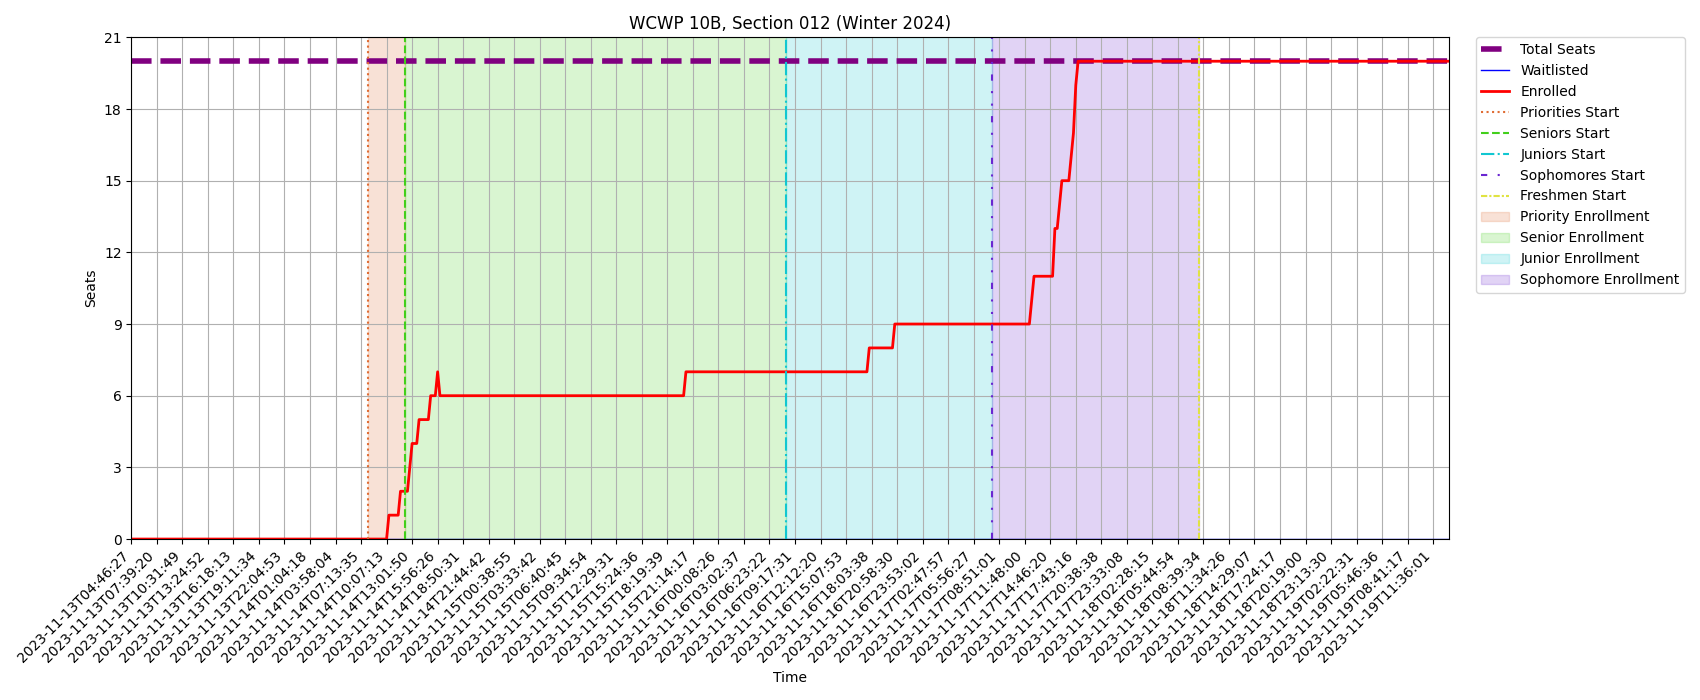 WCWP 10B, Section 012 (Winter 2024)
Seats
21
18
15
12
9
6
3
0
2023-11-13T04:46:27
2023-11-13T07:39:20
2023-11-13T10:31:49
2023-11-13T13:24:52
2023-11-13T16:18:13
2023-11-13T19:11:34
2023-11-13T22:04:53
2023-11-14T01:04:18
2023-11-14T03:58:04
2023-11-14T07:13:35
2023-11-14T10:07:13
2023-11-14T13:01:50
2023-11-14T15:56:26
2023-11-14T18:50:31
2023-11-14T21:44:42
2023-11-15T00:38:55
2023-11-15T03:33:42
2023-11-15T06:40:45
2023-11-15T09:34:54
2023-11-15T12:29:31
2023-11-15T15:24:36
2023-11-15T18:19:39
2023-11-15T21:14:17
2023-11-16T00:08:26
2023-11-16T03:02:37
2023-11-16T06:23:22
2023-11-16T09:17:31
2023-11-16T12:12:20
2023-11-16T15:07:53
2023-11-16T18:03:38
2023-11-16T20:58:30
2023-11-16T23:53:02
2023-11-17T02:47:57
2023-11-17T05:56:27
2023-11-17T08:51:01
2023-11-17T11:48:00
2023-11-17T14:46:20
2023-11-17T17:43:16
2023-11-17T20:38:38
2023-11-17T23:33:08
2023-11-18T02:28:15
2023-11-18T05:44:54
2023-11-18T08:39:34
2023-11-18T11:34:26
2023-11-18T14:29:07
2023-11-18T17:24:17
2023-11-18T20:19:00
2023-11-18T23:13:30
2023-11-19T02:22:31
2023-11-19T05:46:36
2023-11-19T08:41:17
2023-11-19T11:36:01
Time
Total Seats
Waitlisted
Enrolled
Priorities Start
Seniors Start
Juniors Start
Sophomores Start
Freshmen Start
Priority Enrollment
Senior Enrollment
Junior Enrollment
Sophomore Enrollment